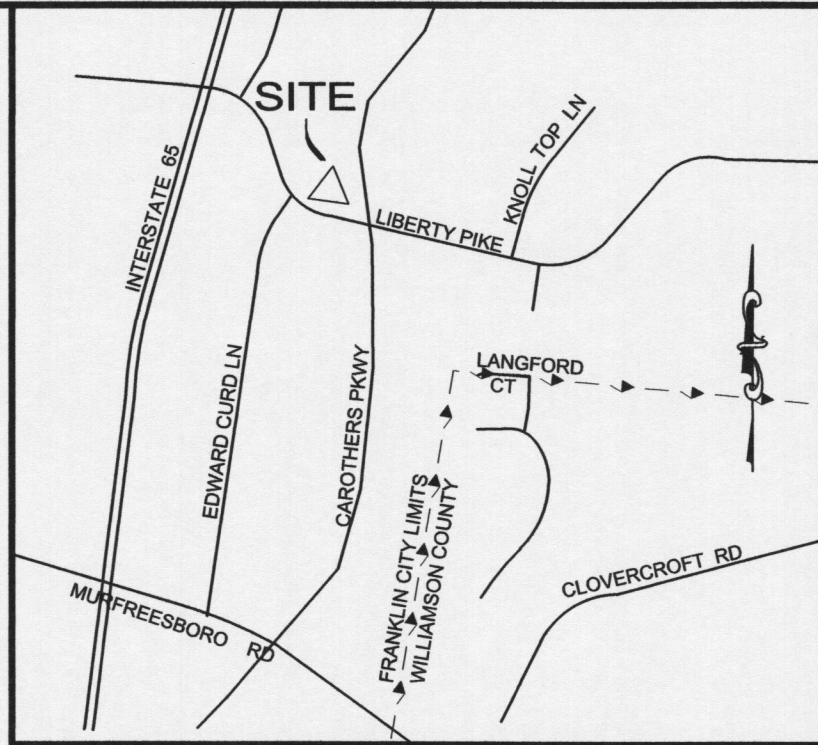 SITE
INTERSTATE 65
KNOLL TOP LN
LIBERTY PIKE
EDWARD CURD LN
CAROTHERS PKWY
LANGFORD
CT
FRANKLIN CITY LIMITS
WILLIAMSON COUNTY
CLOVERCROFT RD
MURFREESBORO RD